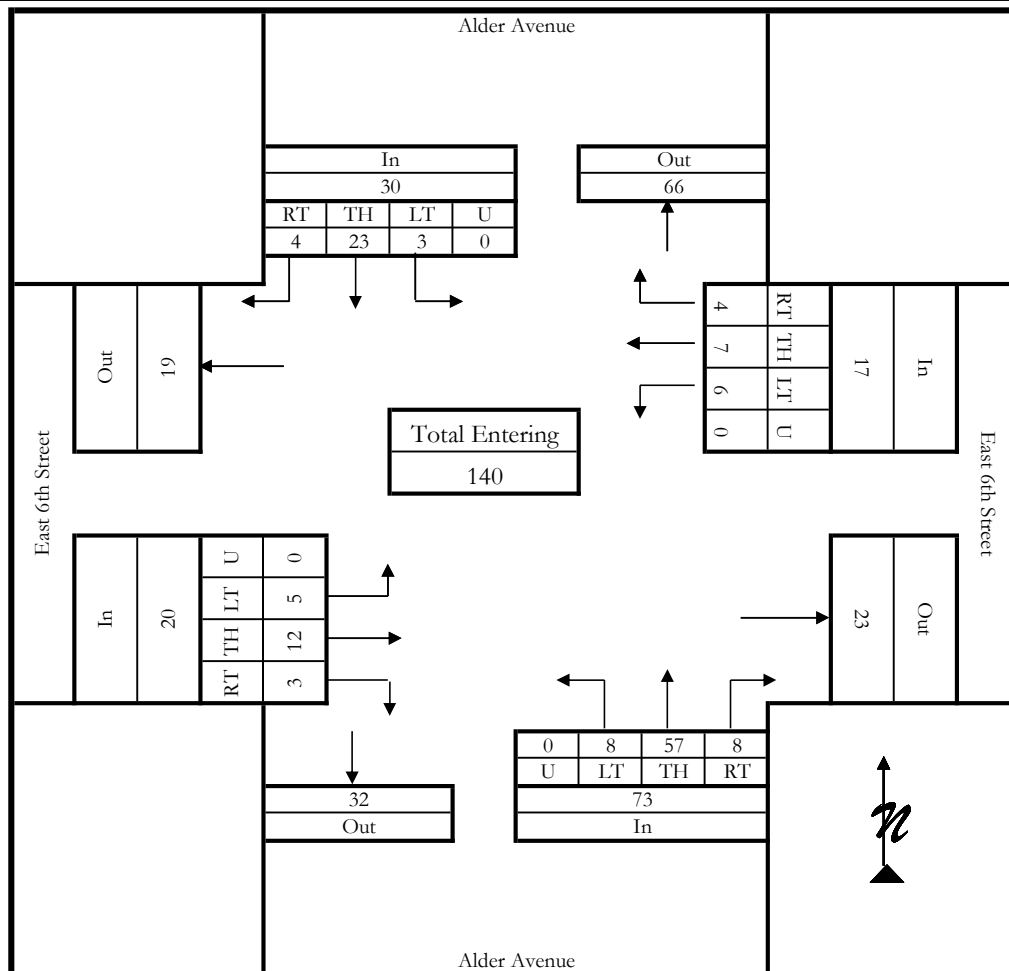 Alder Avenue
In
30
RT TH LT U
4 23 3 0
Out
66
Out
19
East 6th Street
4 RT
7 TH
6 LT
0 U
17
In
East 6th Street
Total Entering
140
In
20
U 0
LT 5
TH 12
RT 3
23
Out
0 8 57 8
U LT TH RT
73
In
32
Out
N
Alder Avenue